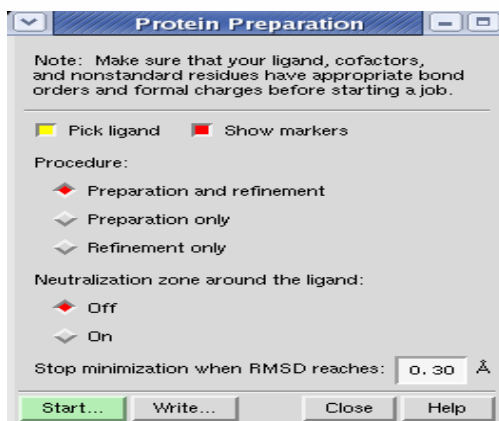 Protein Preparation
Note: Make sure that your ligand, cofactors,
and nonstandard residues have appropriate bond
orders and formal charges before starting a job.
Pick ligand Show markers
Procedure:
Preparation and refinement
Preparation only
Refinement only
Neutralization zone around the ligand:
Off
On
Stop minimization when RMSD reaches: 0.30 Å
Start... Write... Close Help